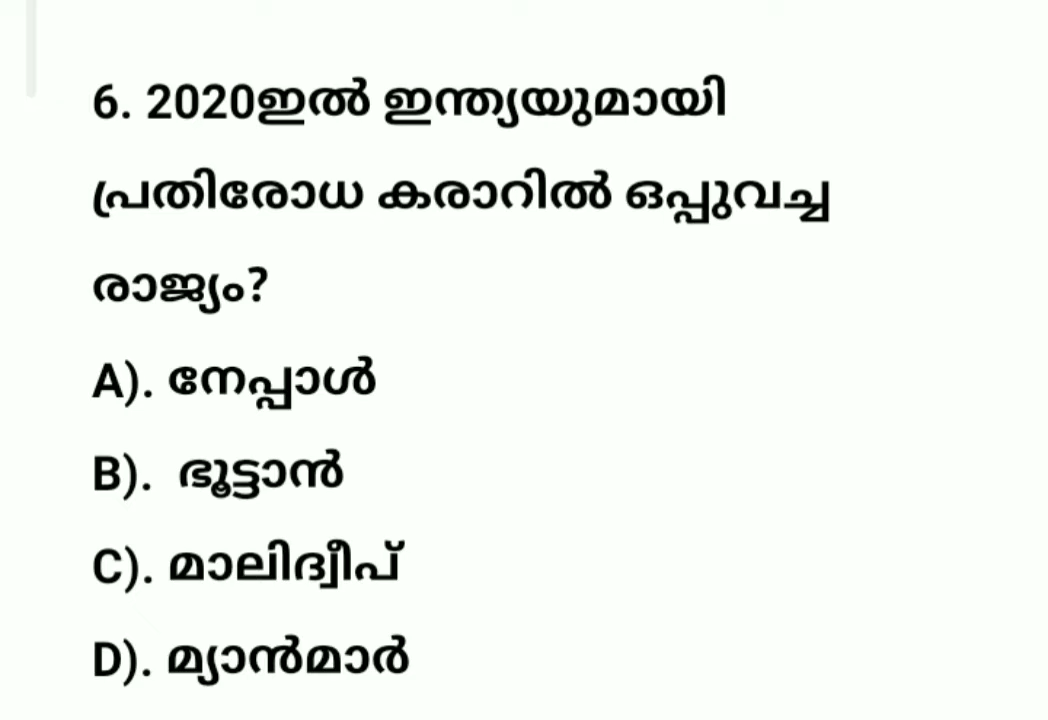 6. 2020ഇൽ ഇന്ത്യയുമായി
പ്രതിരോധ കരാറിൽ ഒപ്പുവച്ച
രാജ്യം?
A). നേപ്പാൾ
B). ഭൂട്ടാൻ
C). മാലിദ്വീപ്
D). മ്യാൻമാർ